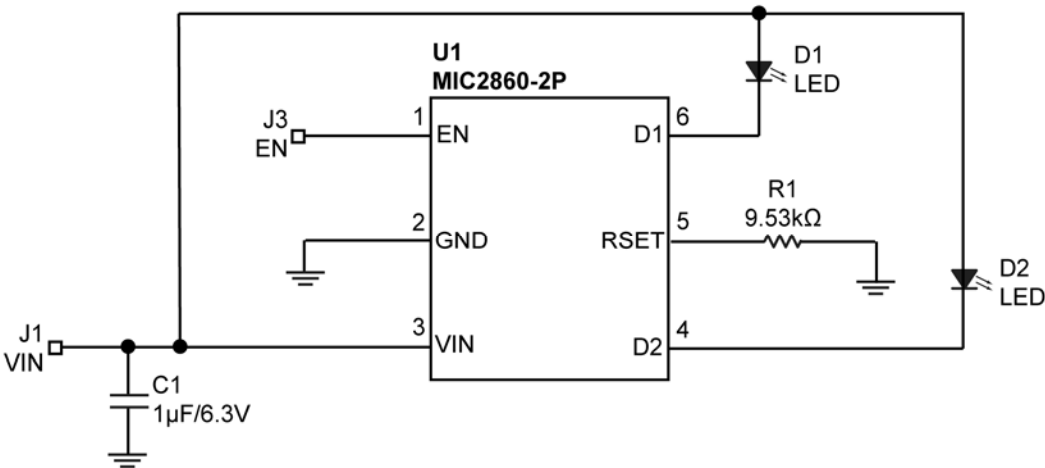 U1
MIC2860-2P
D1
LED
J3
EN
1
EN
D1
6
R1
9.53kΩ
2
GND
RSET
5
D2
LED
J1
VIN
3
VIN
D2
4
C1
1µF/6.3V